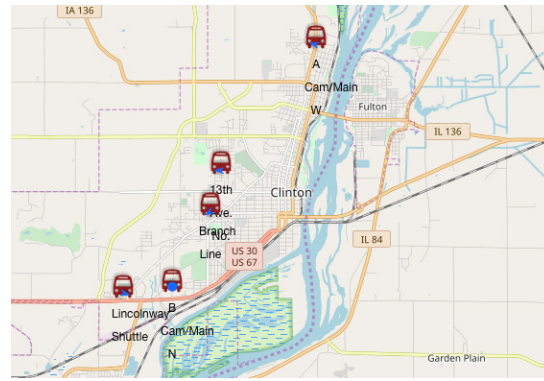 IA 136
A
Cam/Main
W
Fulton
IL 136
13th
Ave.
Clinton
Branch
No.
Line
US 30
US 67
IL 84
Lincolnway
B
Shuttle
Cam/Main
N
Garden Plain